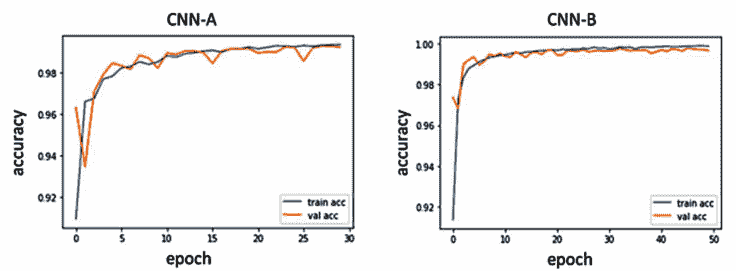 CNN-A
accuracy
0.98
0.96
0.94
0.92
train acc
val acc
0 5 10 15 20 25 30
epoch
CNN-B
accuracy
1.00
0.98
0.96
0.94
0.92
train acc
val acc
0 10 20 30 40 50
epoch